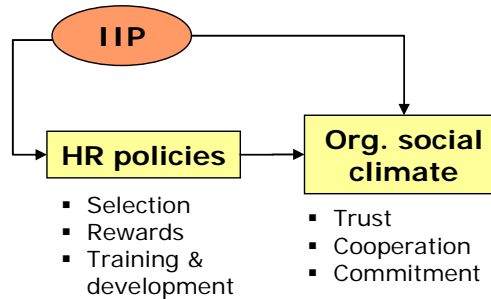 IIP
HR policies
Org. social
climate
▪ Selection
▪ Rewards
▪ Training &
development
▪ Trust
▪ Cooperation
▪ Commitment